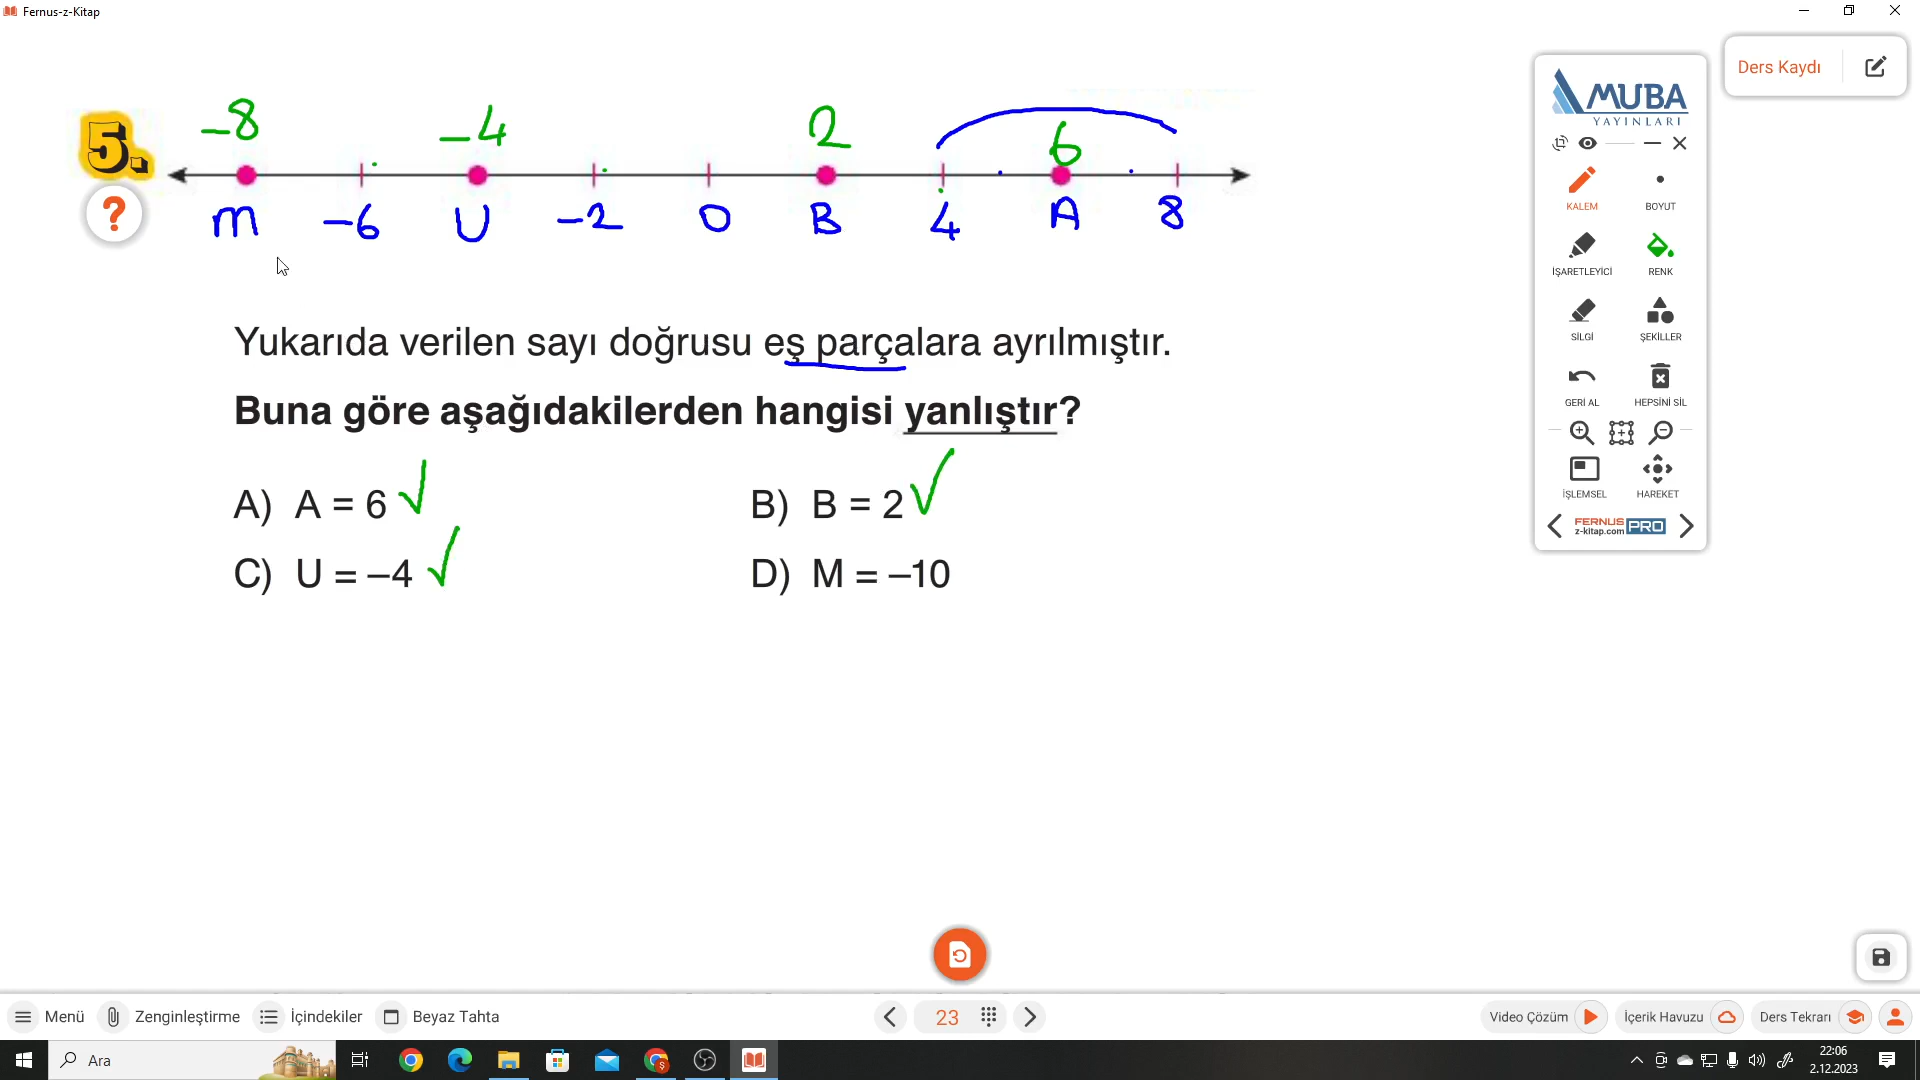 Fernus-z-Kitap
Ders Kaydı
MUBA
YAYINLARI
-8 -4 2 6
5.
?
M -6 U -2 0 B 4 A 8
Yukarıda verilen sayı doğrusu eş parçalara ayrılmıştır.
Buna göre aşağıdakilerden hangisi yanlıştır?
A) A = 6 B) B = 2
C) U = –4 D) M = –10
KALEM BOYUT
İŞARETLEYİCİ RENK
SİLGİ ŞEKİLLER
GERİ AL HEPSİNİ SİL
İŞLEMSEL HAREKET
FERNUS PRO
z-kitap.com
Menü Zenginleştirme İçindekiler Beyaz Tahta 23 Video Çözüm İçerik Havuzu Ders Tekrarı
Ara
22:06
2.12.2023